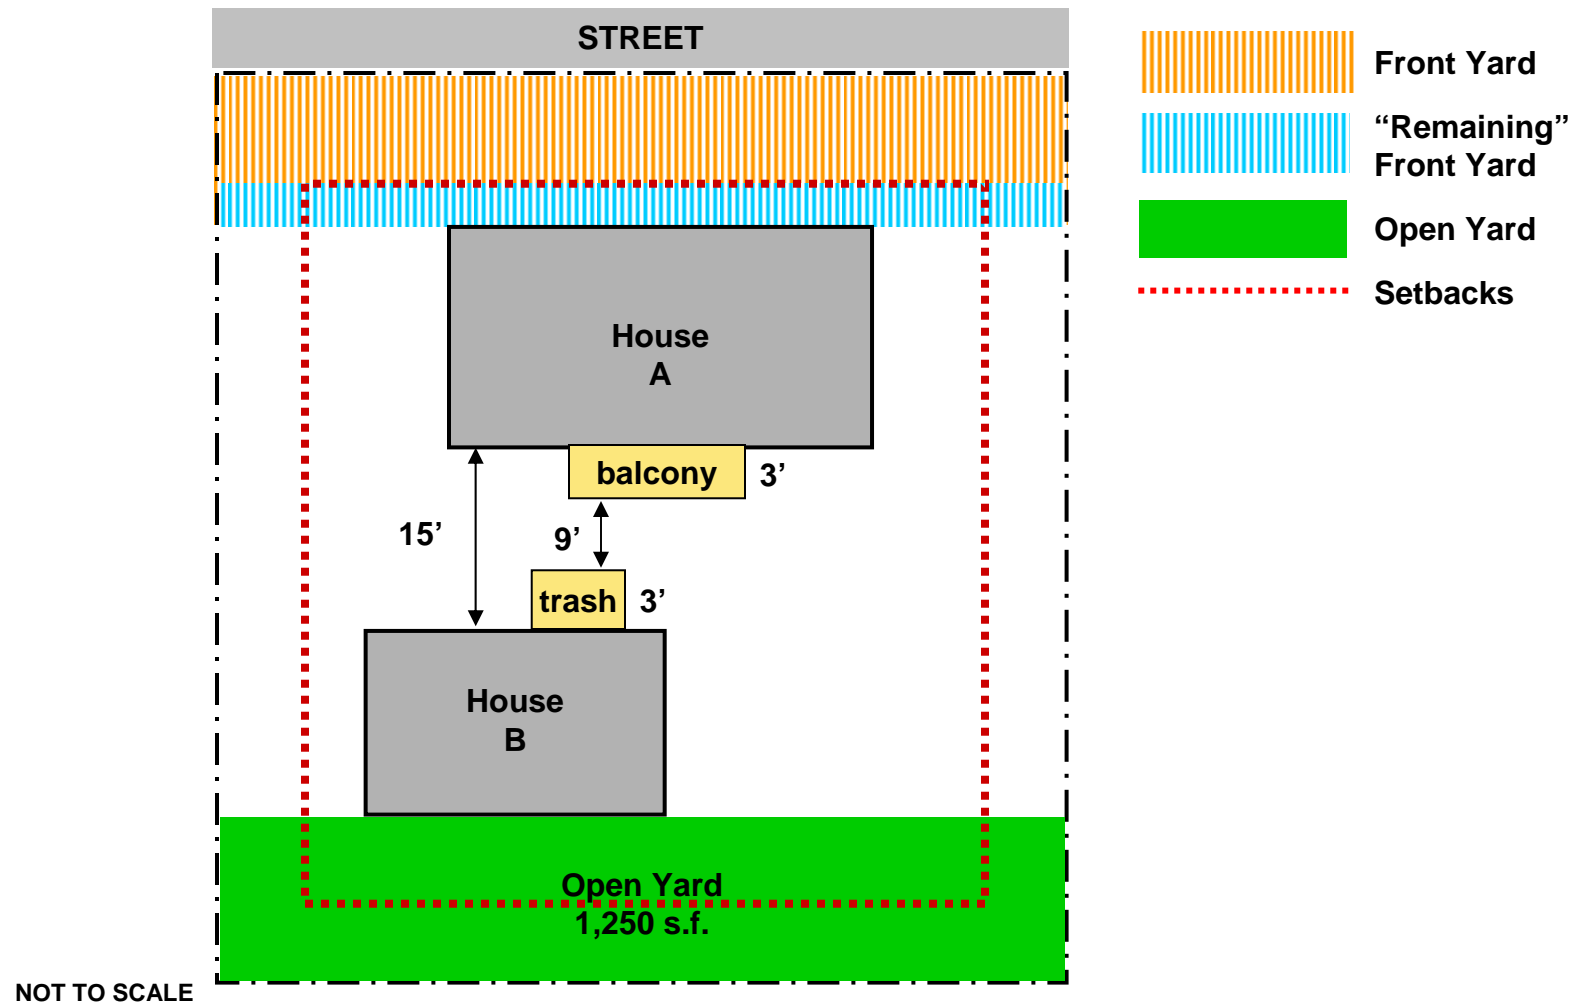 STREET
Front Yard
“Remaining”
Front Yard
Open Yard
Setbacks
House
A
balcony
3’
15’
9’
trash
3’
House
B
Open Yard
1,250 s.f.
NOT TO SCALE